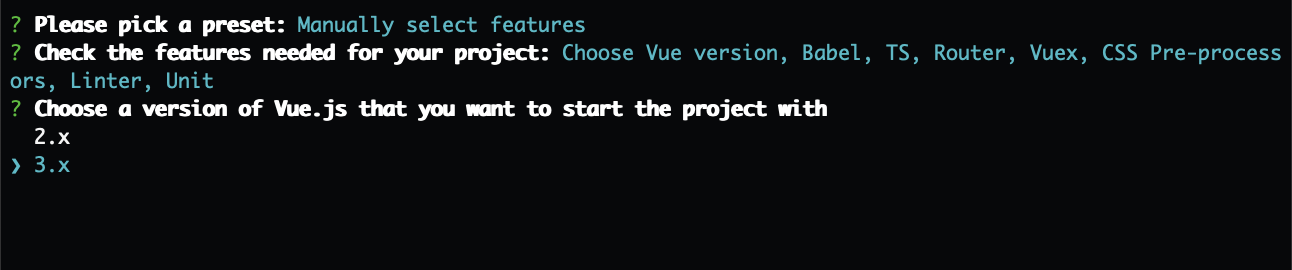 ? Please pick a preset: Manually select features
? Check the features needed for your project: Choose Vue version, Babel, TS, Router, Vuex, CSS Pre-process
ors, Linter, Unit
? Choose a version of Vue.js that you want to start the project with
2.x
❯ 3.x